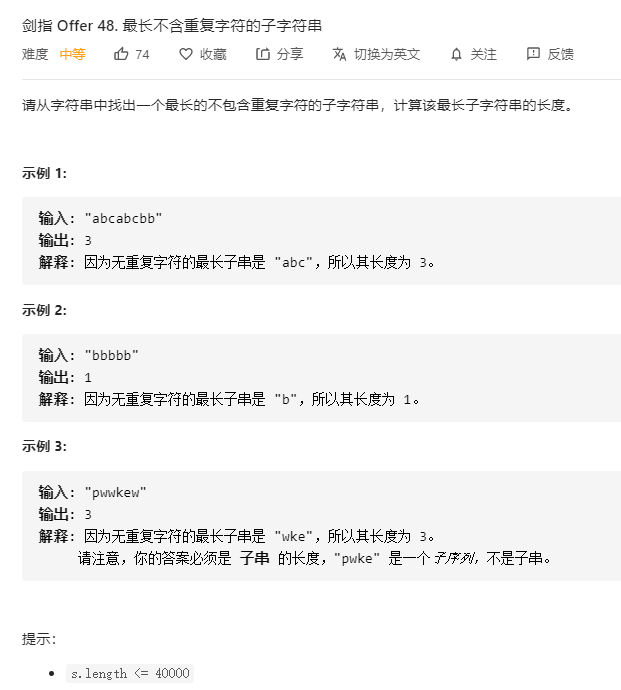 剑指 Offer 48. 最长不含重复字符的子字符串
难度 中等 74 收藏 分享 切换为英文 关注 反馈
请从字符串中找出一个最长的不包含重复字符的子字符串，计算该最长子字符串的长度。
示例 1:
输入: "abcabcbb"
输出: 3
解释: 因为无重复字符的最长子串是 "abc"，所以其长度为 3。
示例 2:
输入: "bbbbb"
输出: 1
解释: 因为无重复字符的最长子串是 "b"，所以其长度为 1。
示例 3:
输入: "pwwkew"
输出: 3
解释: 因为无重复字符的最长子串是 "wke"，所以其长度为 3。
请注意，你的答案必须是 子串 的长度，"pwke" 是一个子序列，不是子串。
提示：
• s.length <= 40000